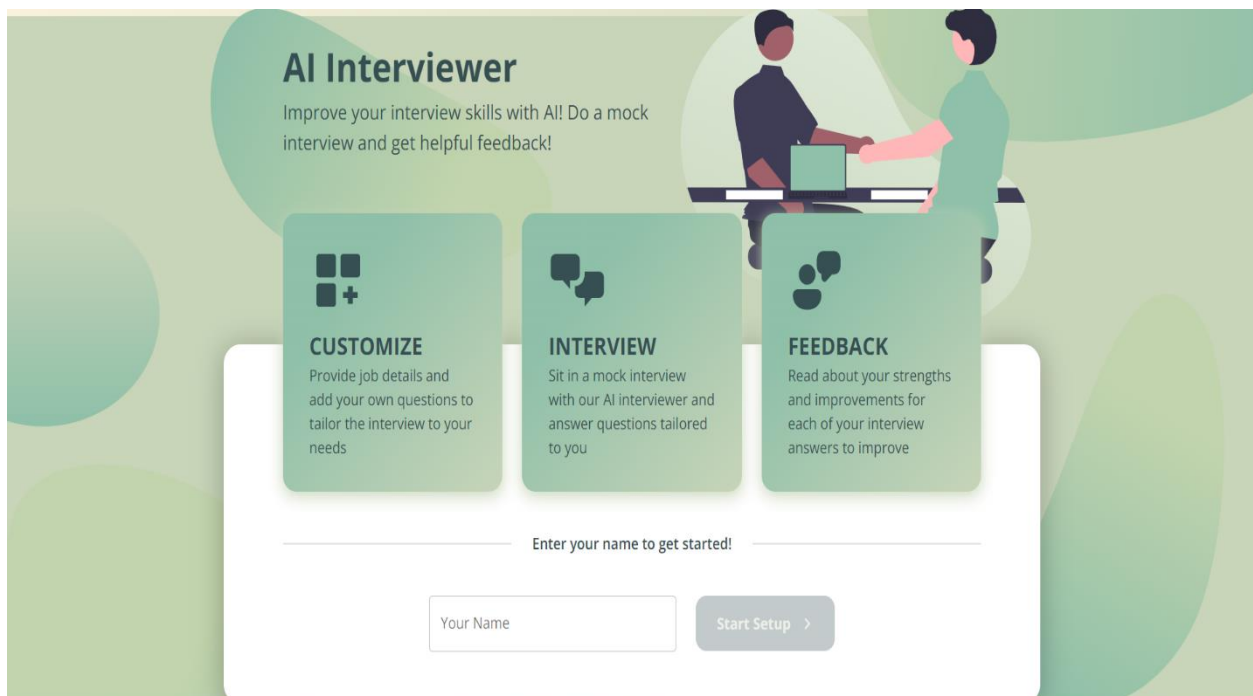 AI Interviewer
Improve your interview skills with AI! Do a mock
interview and get helpful feedback!
CUSTOMIZE
Provide job details and
add your own questions to
tailor the interview to your
needs
INTERVIEW
Sit in a mock interview
with our AI interviewer and
answer questions tailored
to you
FEEDBACK
Read about your strengths
and improvements for
each of your interview
answers to improve
Enter your name to get started!
Your Name
Start Setup